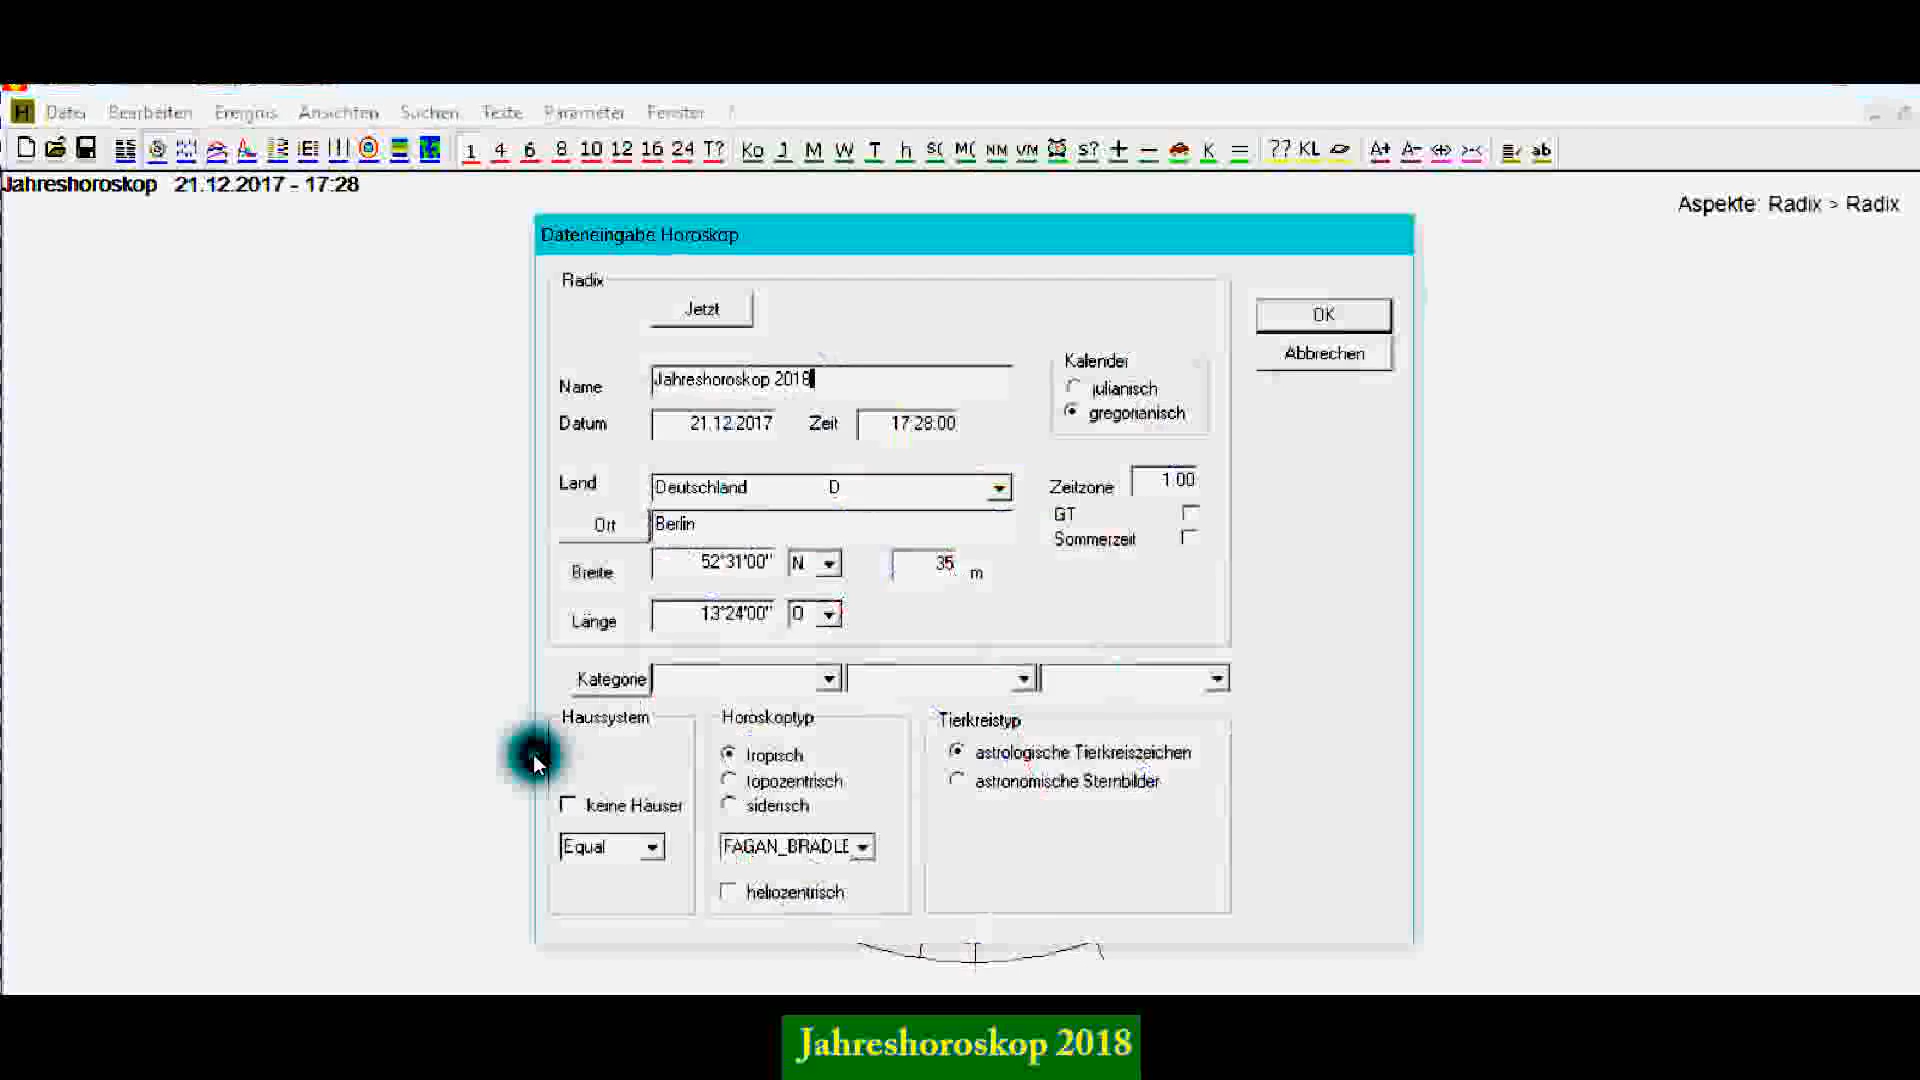 H Datei Bearbeiten Ereignis Ansichten Suchen Texte Parameter Fenster ?
1 4 6 8 10 12 16 24 T? Ko J M W T h S( M( NM VM S? + − K = ?? KL A+ A- ab
Jahreshoroskop 21.12.2017 - 17:28
Aspekte: Radix > Radix
Dateneingabe Horoskop
Radix
Jetzt
OK
Abbrechen
Kalender
Name Jahreshoroskop 2018
julianisch
gregorianisch
Datum 21.12.2017 Zeit 17:28:00
Land Deutschland D
Zeitzone 1.00
GT
Ort Berlin
Sommerzeit
Breite 52°31'00" N 35 m
Länge 13°24'00" O
Kategorie
Haussystem Horoskoptyp Tierkreistyp
tropisch astrologische Tierkreiszeichen
topozentrisch astronomische Sternbilder
keine Häuser siderisch
Equal FAGAN_BRADLE
heliozentrisch
Jahreshoroskop 2018